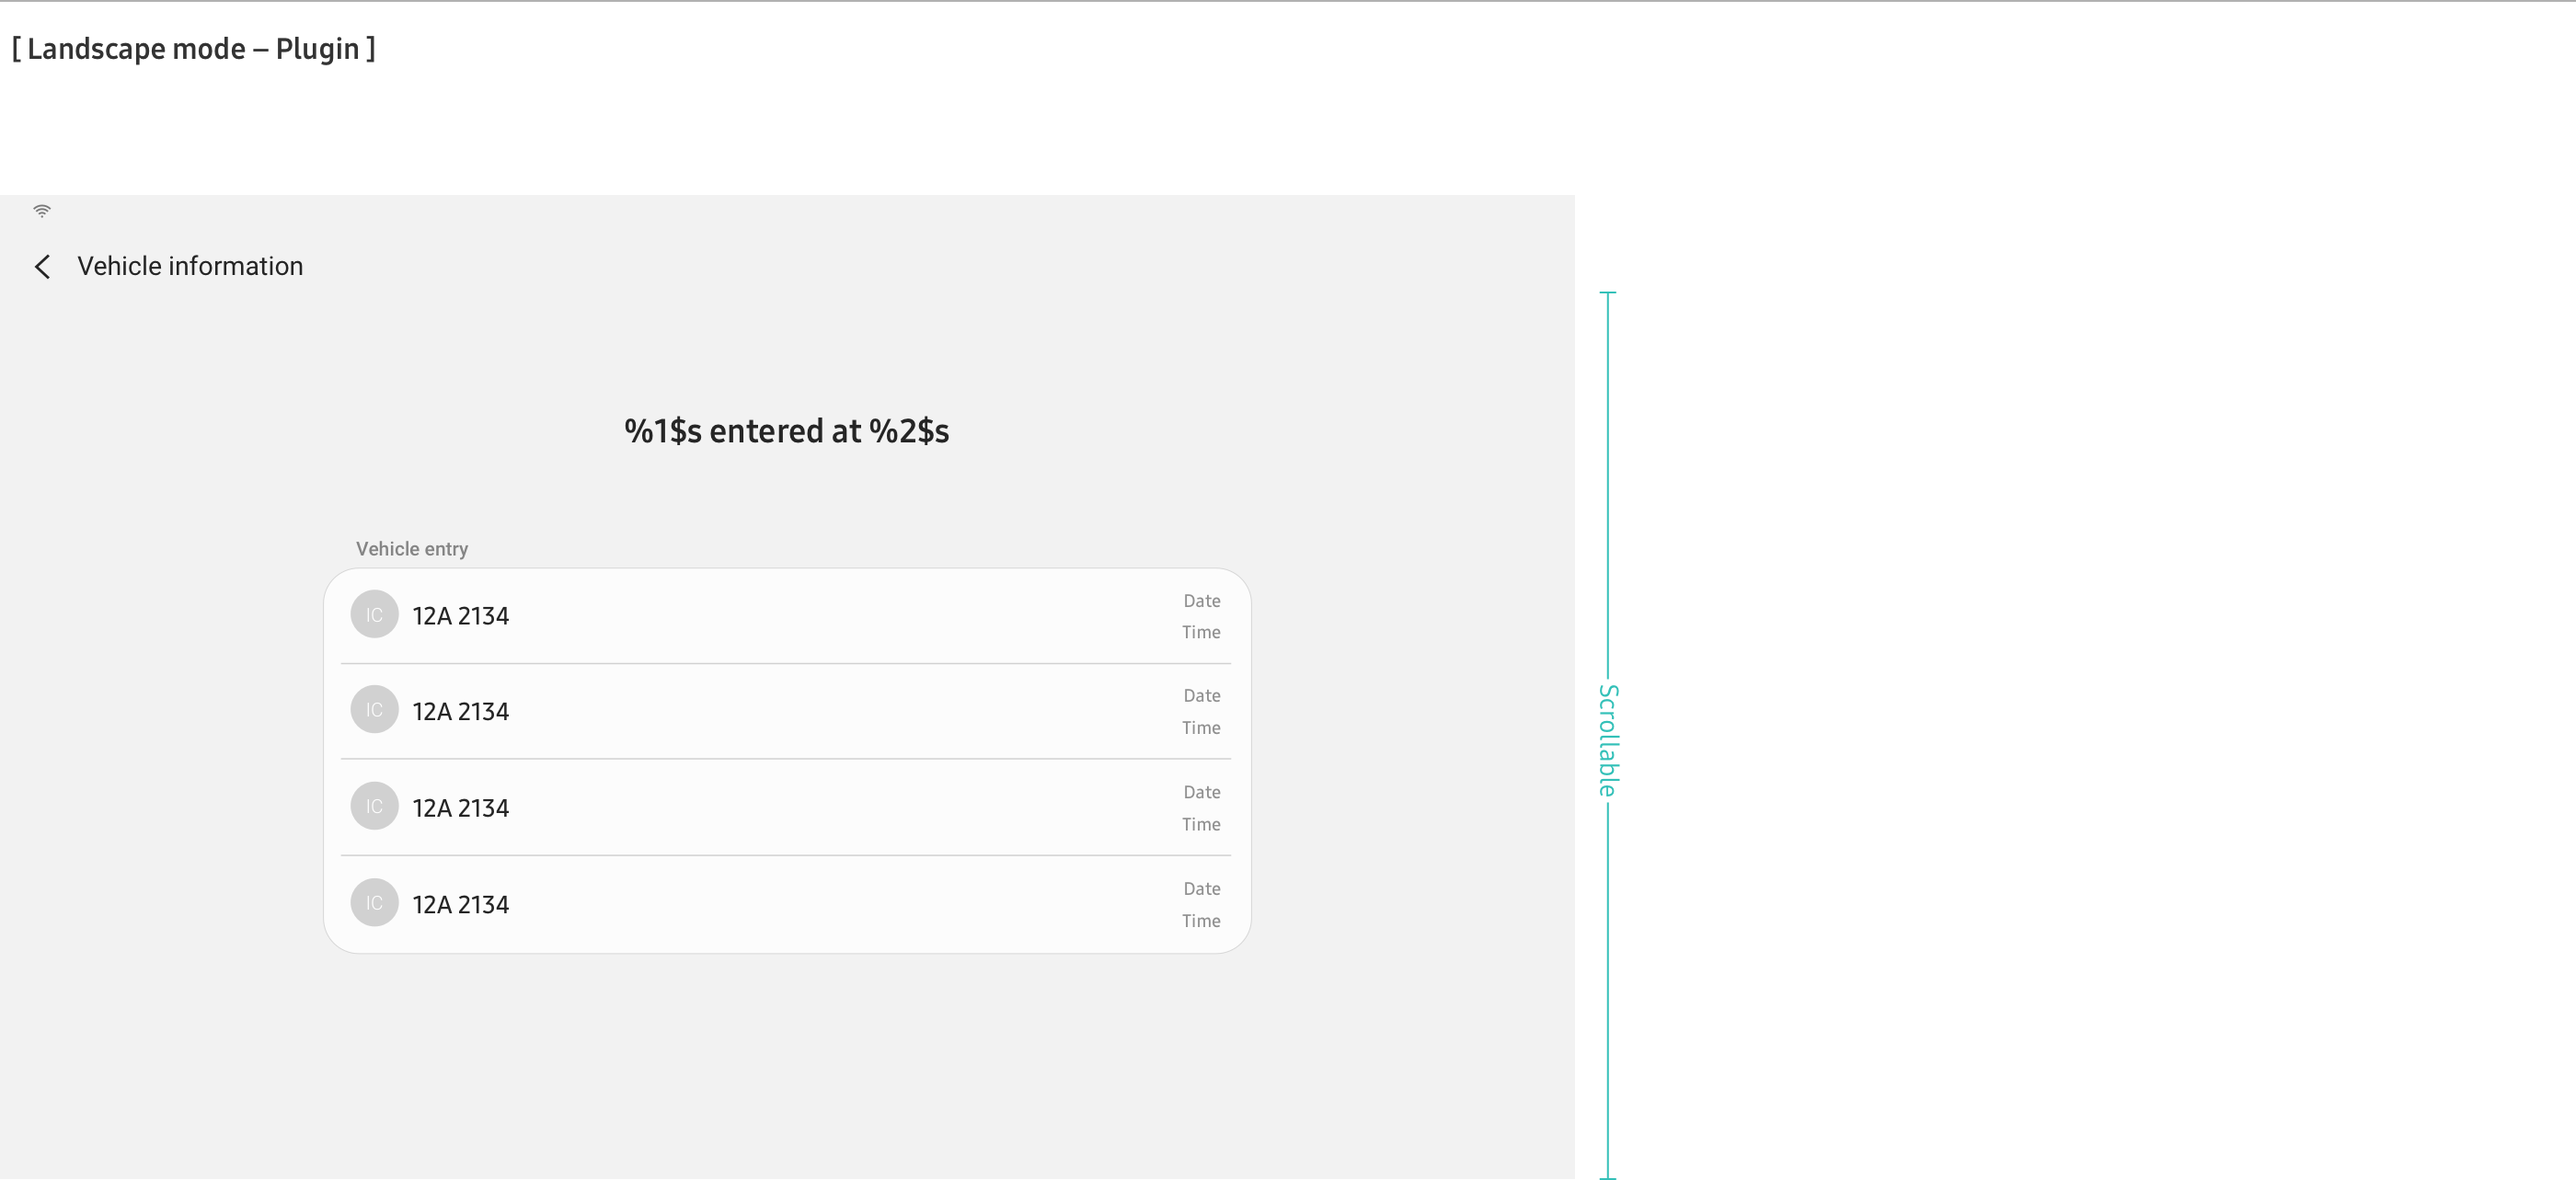 [ Landscape mode – Plugin ]
Vehicle information
%1$s entered at %2$s
Vehicle entry
IC 12A 2134 Date
Time
IC 12A 2134 Date
Time
IC 12A 2134 Date
Time
IC 12A 2134 Date
Time
Scrollable